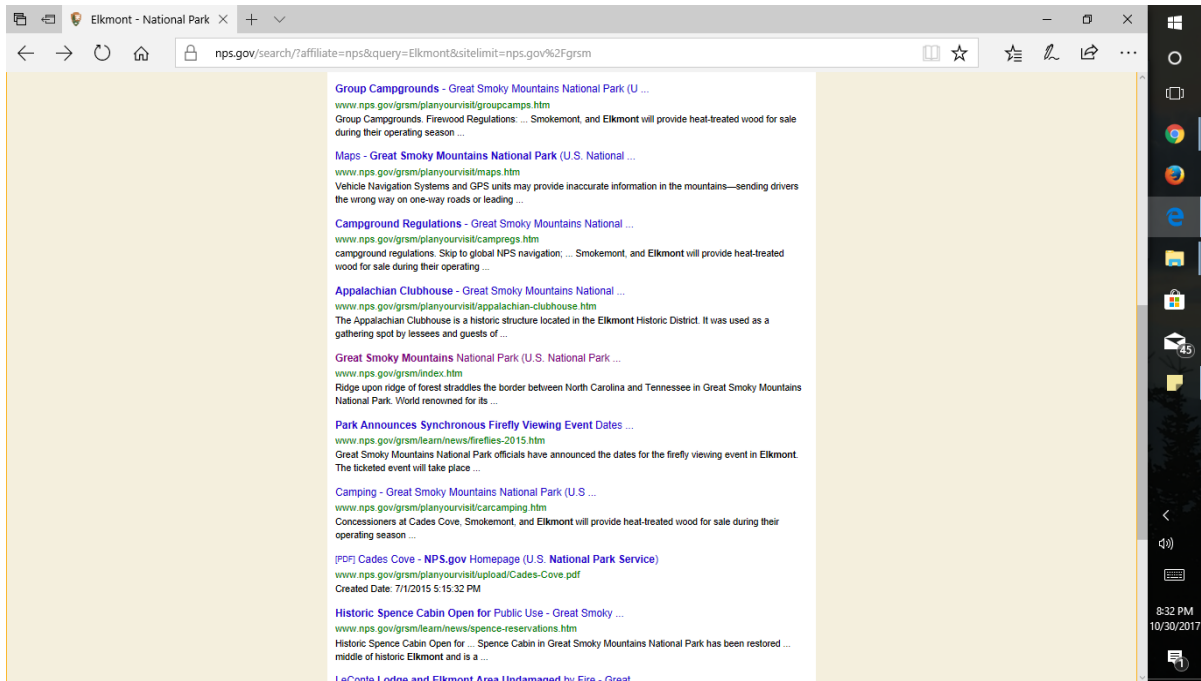 Elkmont - National Park
nps.gov/search/?affiliate=nps&query=Elkmont&sitelimit=nps.gov%2Fgrsm
Group Campgrounds - Great Smoky Mountains National Park (U ...
www.nps.gov/grsm/planyourvisit/groupcamps.htm
Group Campgrounds. Firewood Regulations: ... Smokemont, and Elkmont will provide heat-treated wood for sale
during their operating season ...
Maps - Great Smoky Mountains National Park (U.S. National ...
www.nps.gov/grsm/planyourvisit/maps.htm
Vehicle Navigation Systems and GPS units may provide inaccurate information in the mountains—sending drivers
the wrong way on one-way roads or leading ...
Campground Regulations - Great Smoky Mountains National ...
www.nps.gov/grsm/planyourvisit/campregs.htm
campground regulations. Skip to global NPS navigation; ... Smokemont, and Elkmont will provide heat-treated
wood for sale during their operating ...
Appalachian Clubhouse - Great Smoky Mountains National ...
www.nps.gov/grsm/planyourvisit/appalachian-clubhouse.htm
The Appalachian Clubhouse is a historic structure located in the Elkmont Historic District. It was used as a
gathering spot by lessees and guests of ...
Great Smoky Mountains National Park (U.S. National Park ...
www.nps.gov/grsm/index.htm
Ridge upon ridge of forest straddles the border between North Carolina and Tennessee in Great Smoky Mountains
National Park. World renowned for its ...
Park Announces Synchronous Firefly Viewing Event Dates ...
www.nps.gov/grsm/learn/news/fireflies-2015.htm
Great Smoky Mountains National Park officials have announced the dates for the firefly viewing event in Elkmont.
The ticketed event will take place ...
Camping - Great Smoky Mountains National Park (U.S ...
www.nps.gov/grsm/planyourvisit/carcamping.htm
Concessioners at Cades Cove, Smokemont, and Elkmont will provide heat-treated wood for sale during their
operating season ...
[PDF] Cades Cove - NPS.gov Homepage (U.S. National Park Service)
www.nps.gov/grsm/planyourvisit/upload/Cades-Cove.pdf
Created Date: 7/1/2015 5:15:32 PM
Historic Spence Cabin Open for Public Use - Great Smoky ...
www.nps.gov/grsm/learn/news/spence-reservations.htm
Historic Spence Cabin Open for ... Spence Cabin in Great Smoky Mountains National Park has been restored ...
middle of historic Elkmont and is a ...
LeConte Lodge and Elkmont Area Undamaged by Fire - Great ...
45
8:32 PM
10/30/2017
1